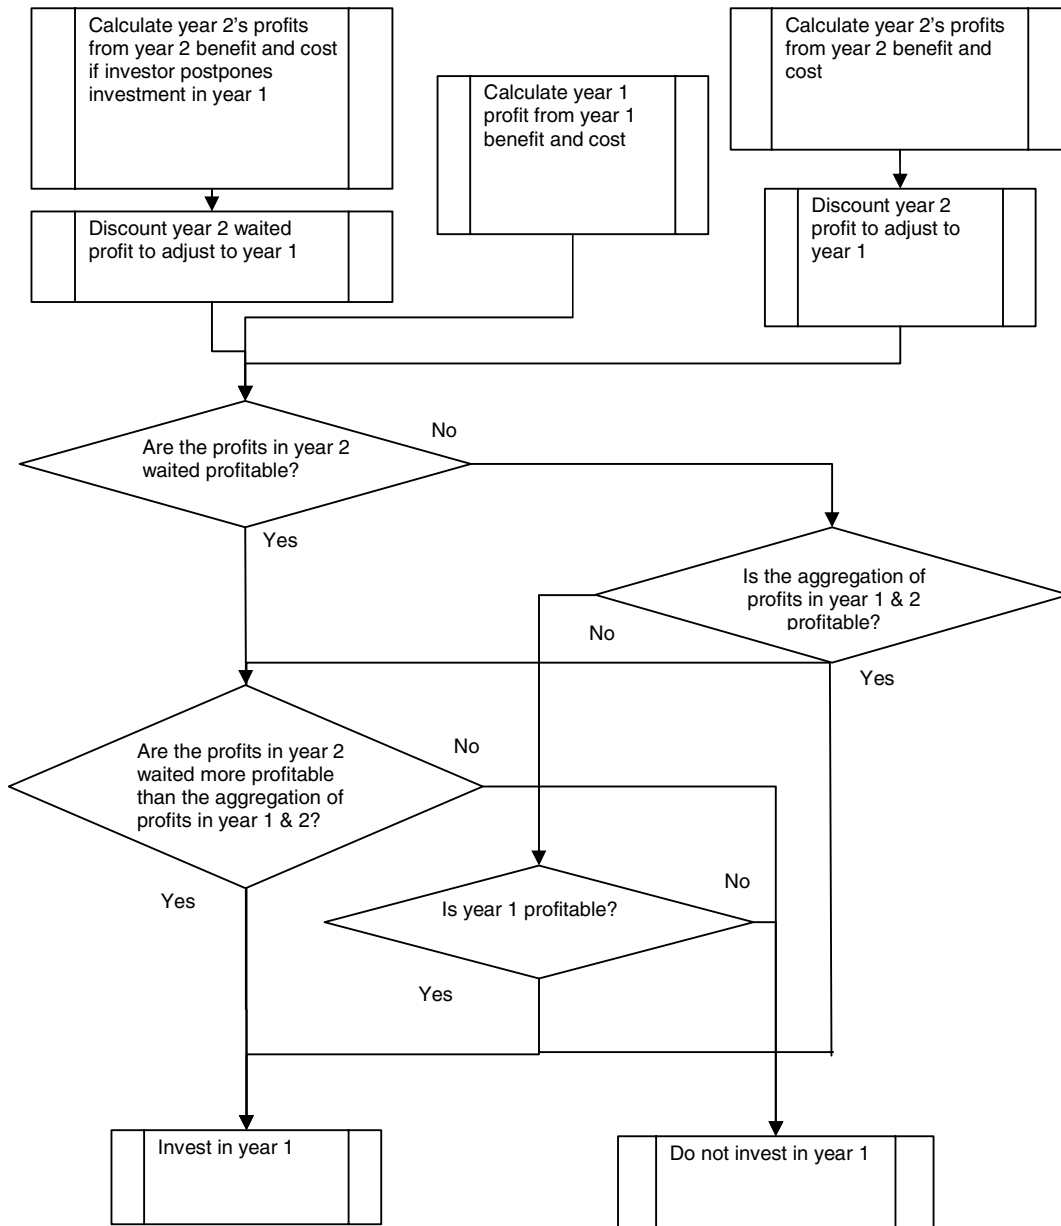 Calculate year 2's profits
from year 2 benefit and cost
if investor postpones
investment in year 1
Calculate year 1
profit from year 1
benefit and cost
Calculate year 2's profits
from year 2 benefit and
cost
Discount year 2 waited
profit to adjust to year 1
Discount year 2
profit to adjust to
year 1
Are the profits in year 2
waited profitable?
No
Yes
Is the aggregation of
profits in year 1 & 2
profitable?
No
Yes
Are the profits in year 2
waited more profitable
than the aggregation of
profits in year 1 & 2?
No
Yes
Is year 1 profitable?
No
Yes
Invest in year 1
Do not invest in year 1